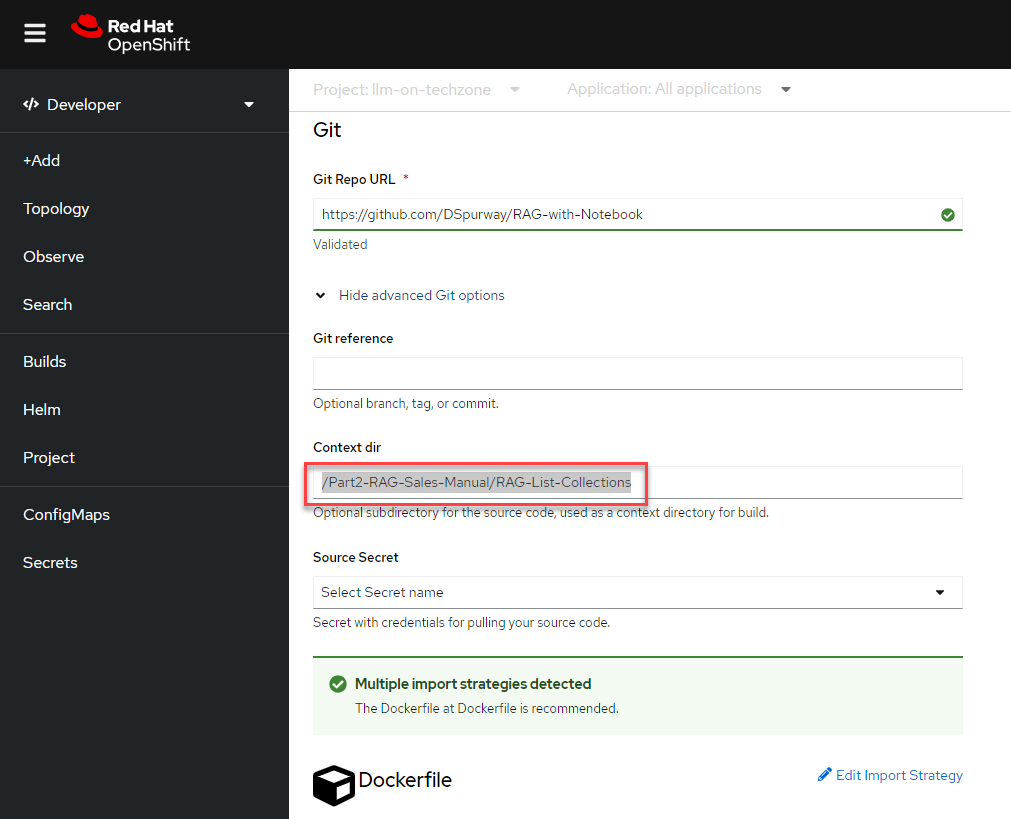 Red Hat
OpenShift
Developer
+Add
Topology
Observe
Search
Builds
Helm
Project
ConfigMaps
Secrets
Project: llm-on-techzone
Application: All applications
Git
Git Repo URL *
https://github.com/DSpurway/RAG-with-Notebook
Validated
Hide advanced Git options
Git reference
Optional branch, tag, or commit.
Context dir
/Part2-RAG-Sales-Manual/RAG-List-Collections
Optional subdirectory for the source code, used as a context directory for build.
Source Secret
Select Secret name
Secret with credentials for pulling your source code.
Multiple import strategies detected
The Dockerfile at Dockerfile is recommended.
Dockerfile
Edit Import Strategy